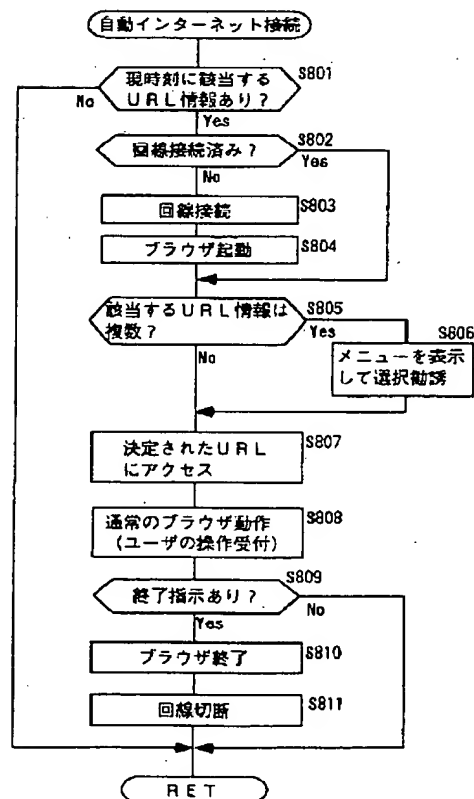 自動インターネット接続
現時刻に該当する
URL情報あり?
S801
No
Yes
回線接続済み?
S802
Yes
No
回線接続
S803
ブラウザ起動
S804
該当するURL情報は
複数?
S805
Yes
No
メニューを表示
して選択勧誘
S806
決定されたURL
にアクセス
S807
通常のブラウザ動作
(ユーザの操作受付)
S808
終了指示あり?
S809
No
Yes
ブラウザ終了
S810
回線切断
S811
RET